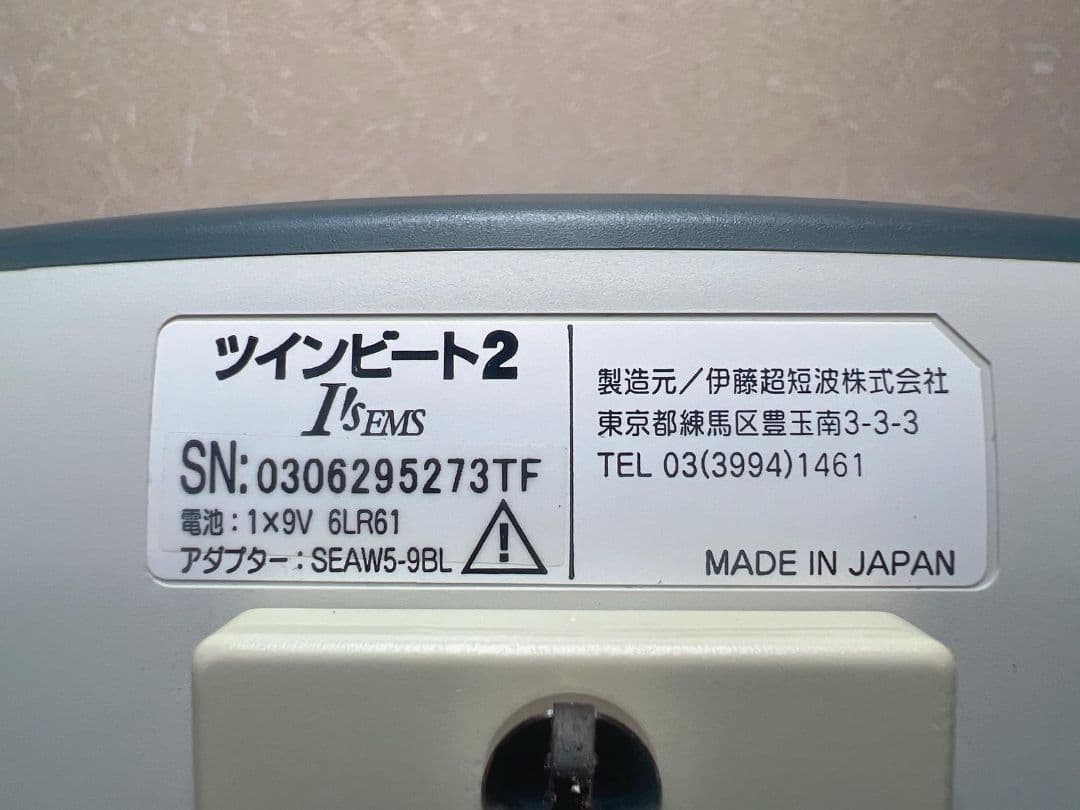 ツインビート2
I'sEMS
SN:0306295273TF
電池:1×9V 6LR61
アダプター:SEAW5-9BL
製造元/伊藤超短波株式会社
東京都練馬区豊玉南3-3-3
TEL 03(3994)1461
MADE IN JAPAN